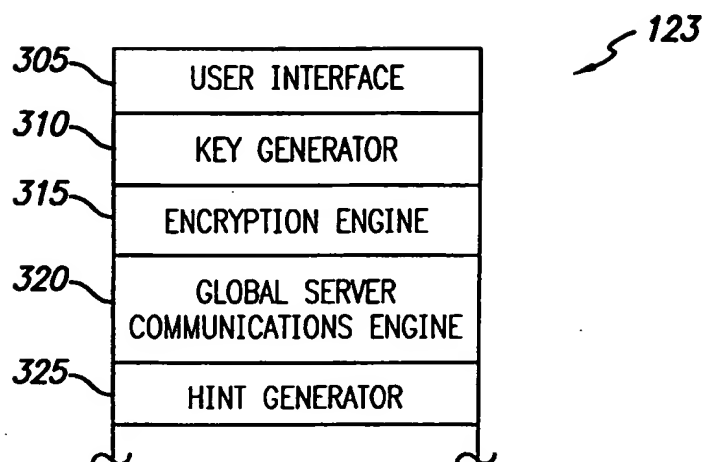 123
305 USER INTERFACE
310 KEY GENERATOR
315 ENCRYPTION ENGINE
320 GLOBAL SERVER
COMMUNICATIONS ENGINE
325 HINT GENERATOR